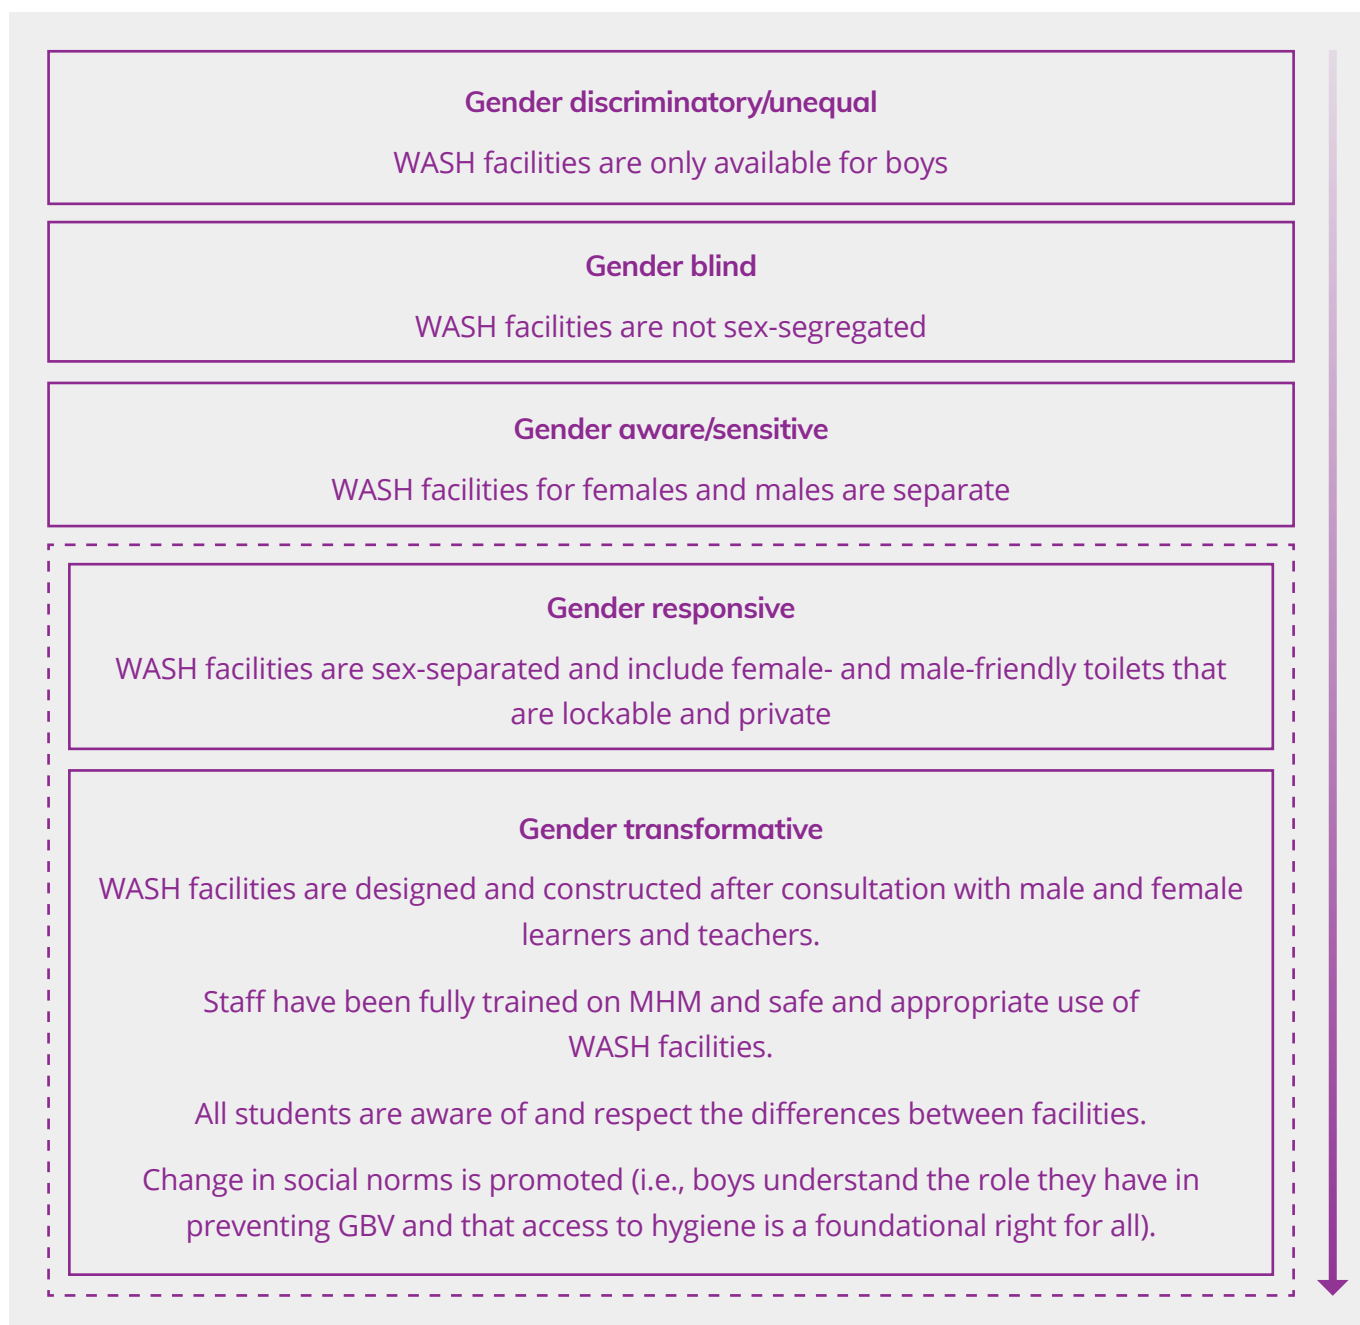 Gender discriminatory/unequal
WASH facilities are only available for boys
Gender blind
WASH facilities are not sex-segregated
Gender aware/sensitive
WASH facilities for females and males are separate
Gender responsive
WASH facilities are sex-separated and include female- and male-friendly toilets that
are lockable and private
Gender transformative
WASH facilities are designed and constructed after consultation with male and female
learners and teachers.
Staff have been fully trained on MHM and safe and appropriate use of
WASH facilities.
All students are aware of and respect the differences between facilities.
Change in social norms is promoted (i.e., boys understand the role they have in
preventing GBV and that access to hygiene is a foundational right for all).